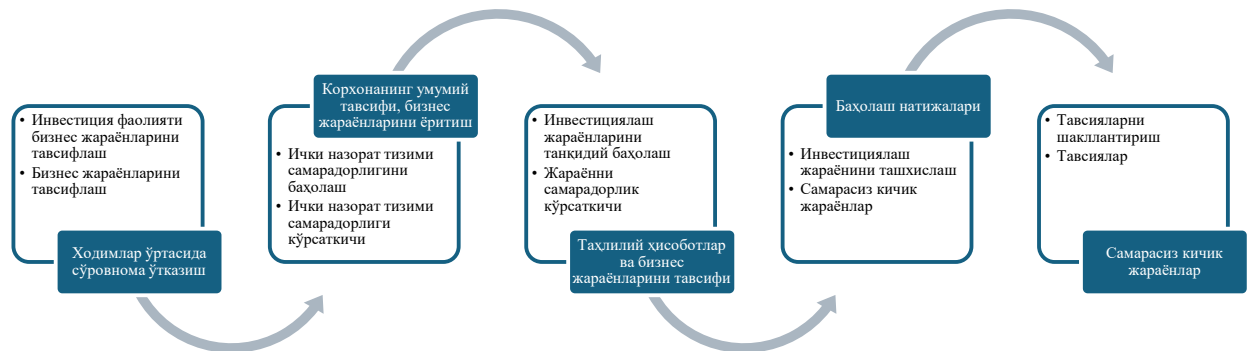 • Инвестиция фаолияти
бизнес жараёнларини
тавсифлаш
• Бизнес жараёнларини
тавсифлаш
Ходимлар ўртасида
сўровнома ўтказиш
Корхонанинг умумий
тавсифи, бизнес
жараёнларини ёритиш
• Ички назорат тизими
самарадорлигини
баҳолаш
• Ички назорат тизими
самарадорлиги
кўрсаткичи
• Инвестициялаш
жараёнларини
танқидий баҳолаш
• Жараённи
самарадорлик
кўрсаткичи
Таҳлилий ҳисоботлар
ва бизнес
жараёнларини тавсифи
Баҳолаш натижалари
• Инвестициялаш
жараёнини ташхислаш
• Самарасиз кичик
жараёнлар
• Тавсияларни
шакллантириш
• Тавсиялар
Самарасиз кичик
жараёнлар